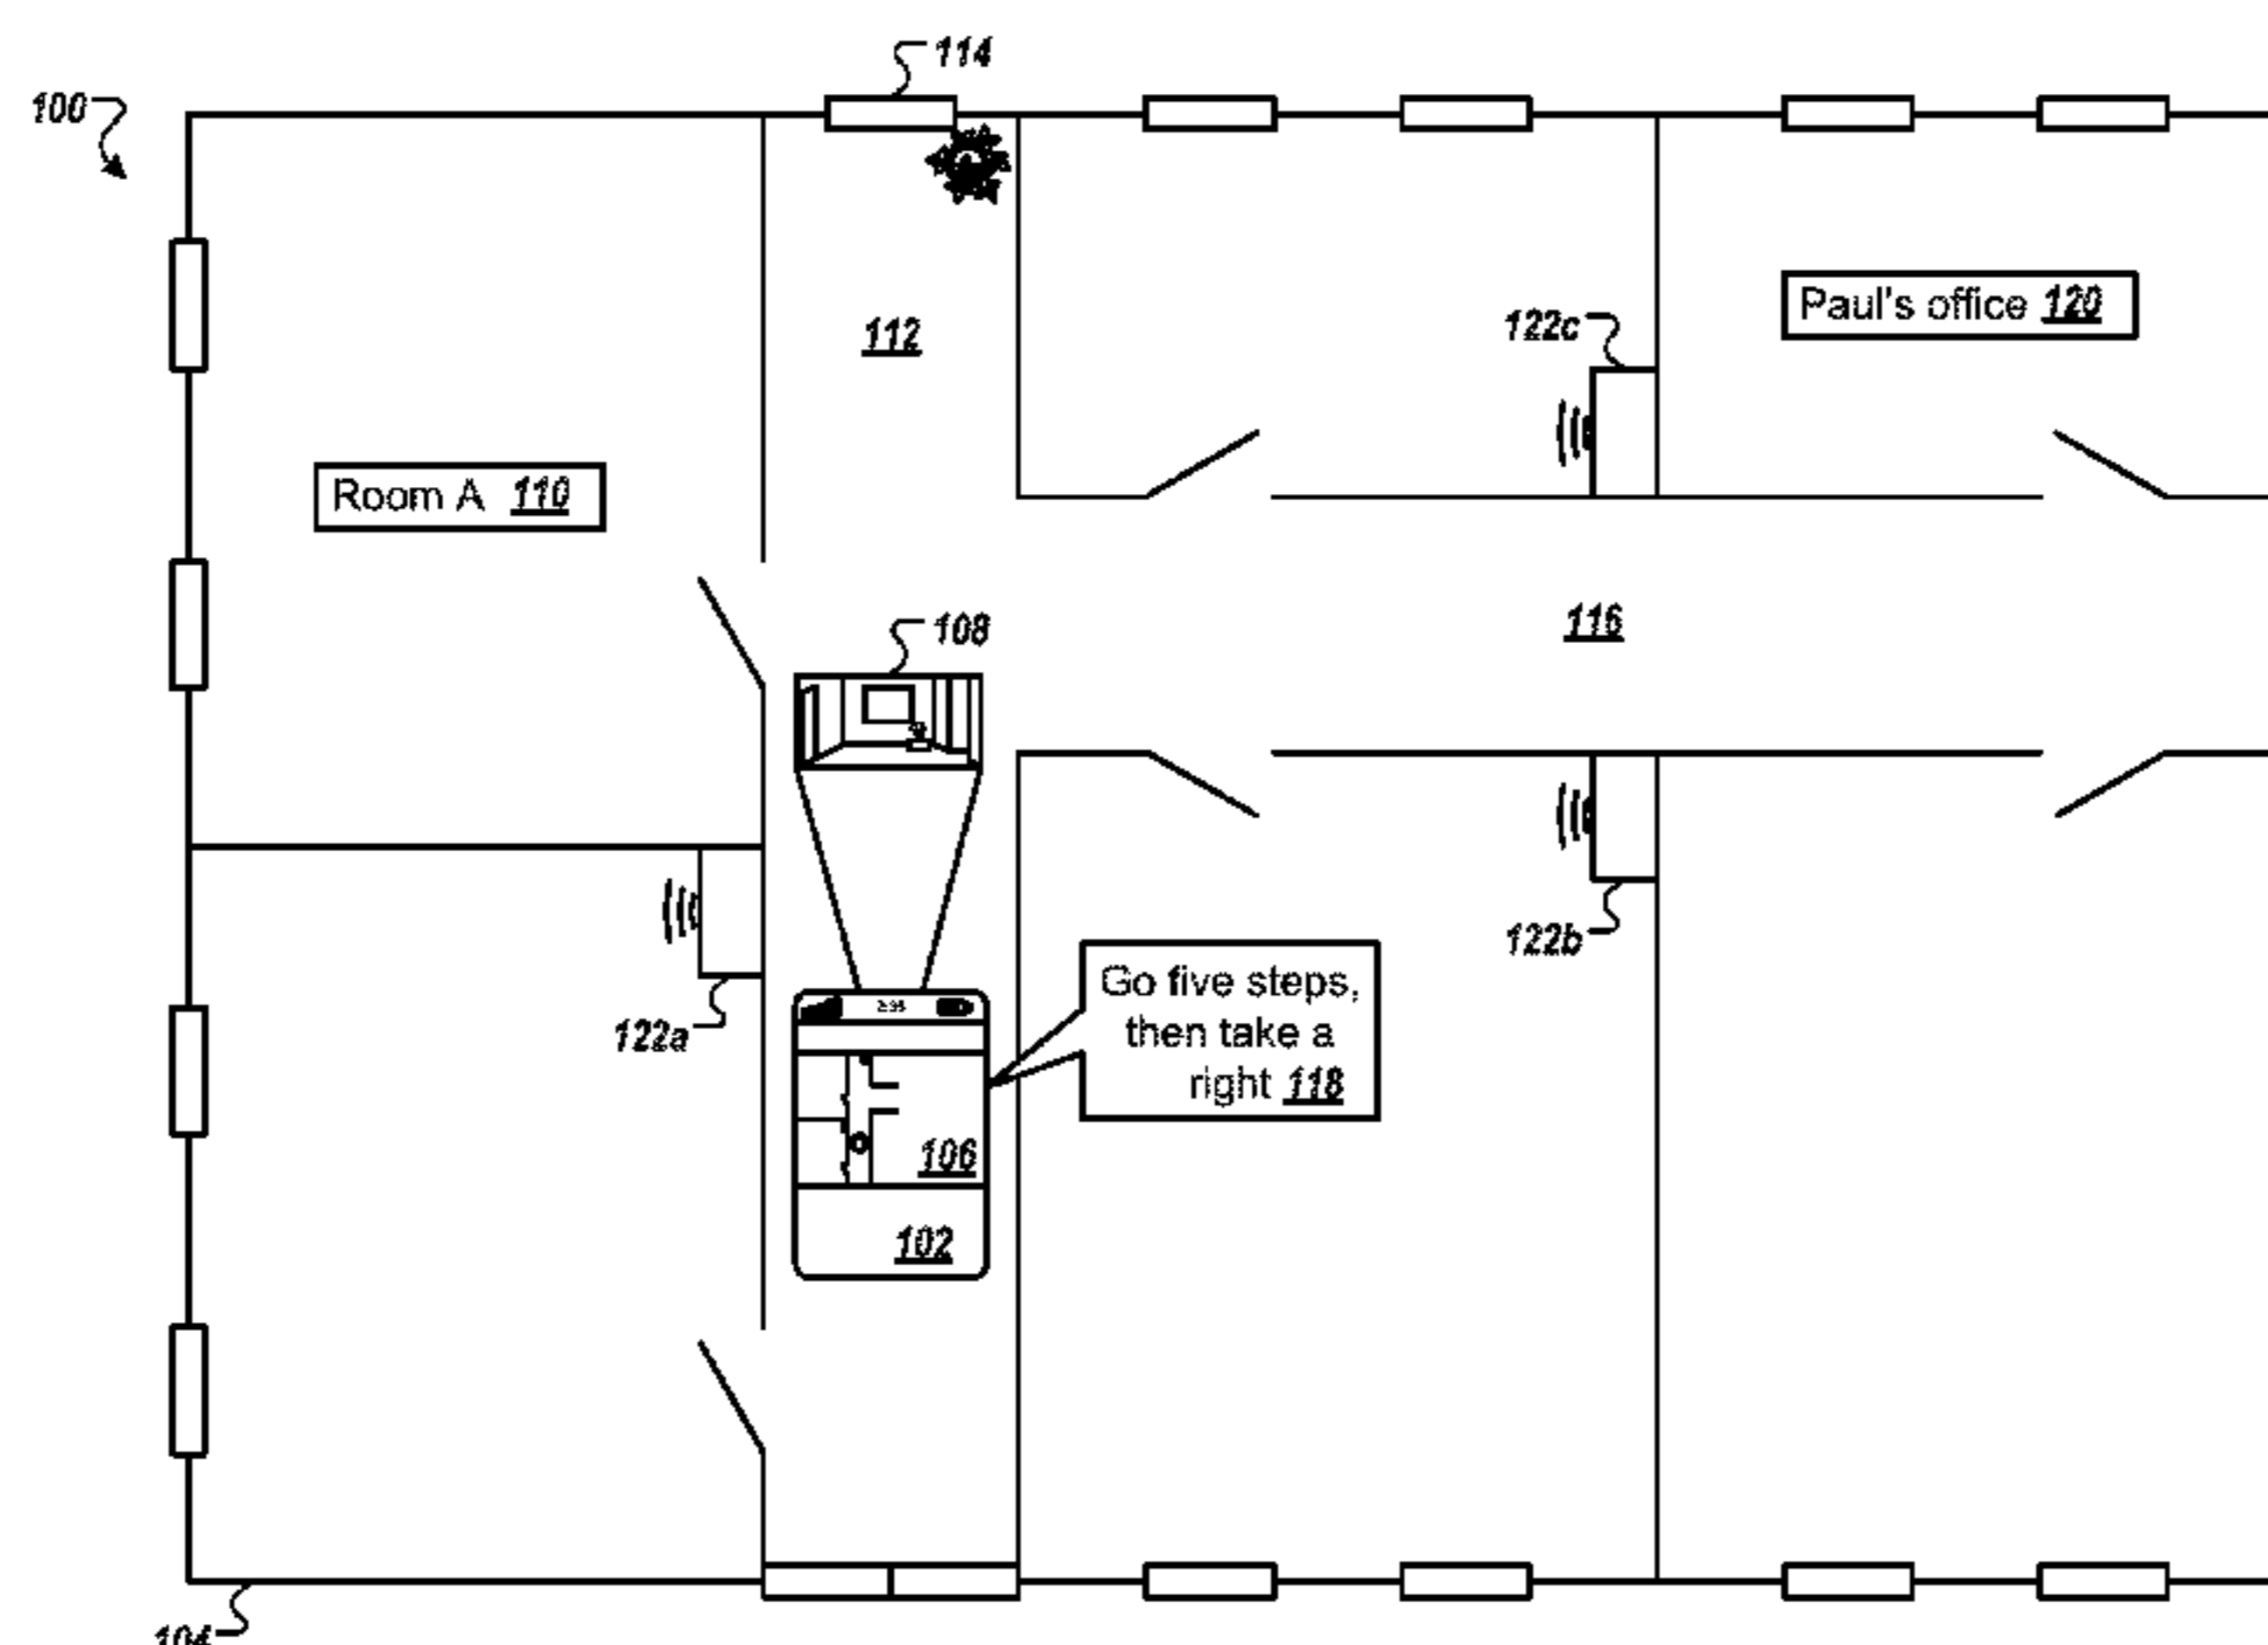 114
100
112
122c
Paul's office 120
Room A 110
116
108
122b
122a
Go five steps,
then take a
right 118
106
102
104